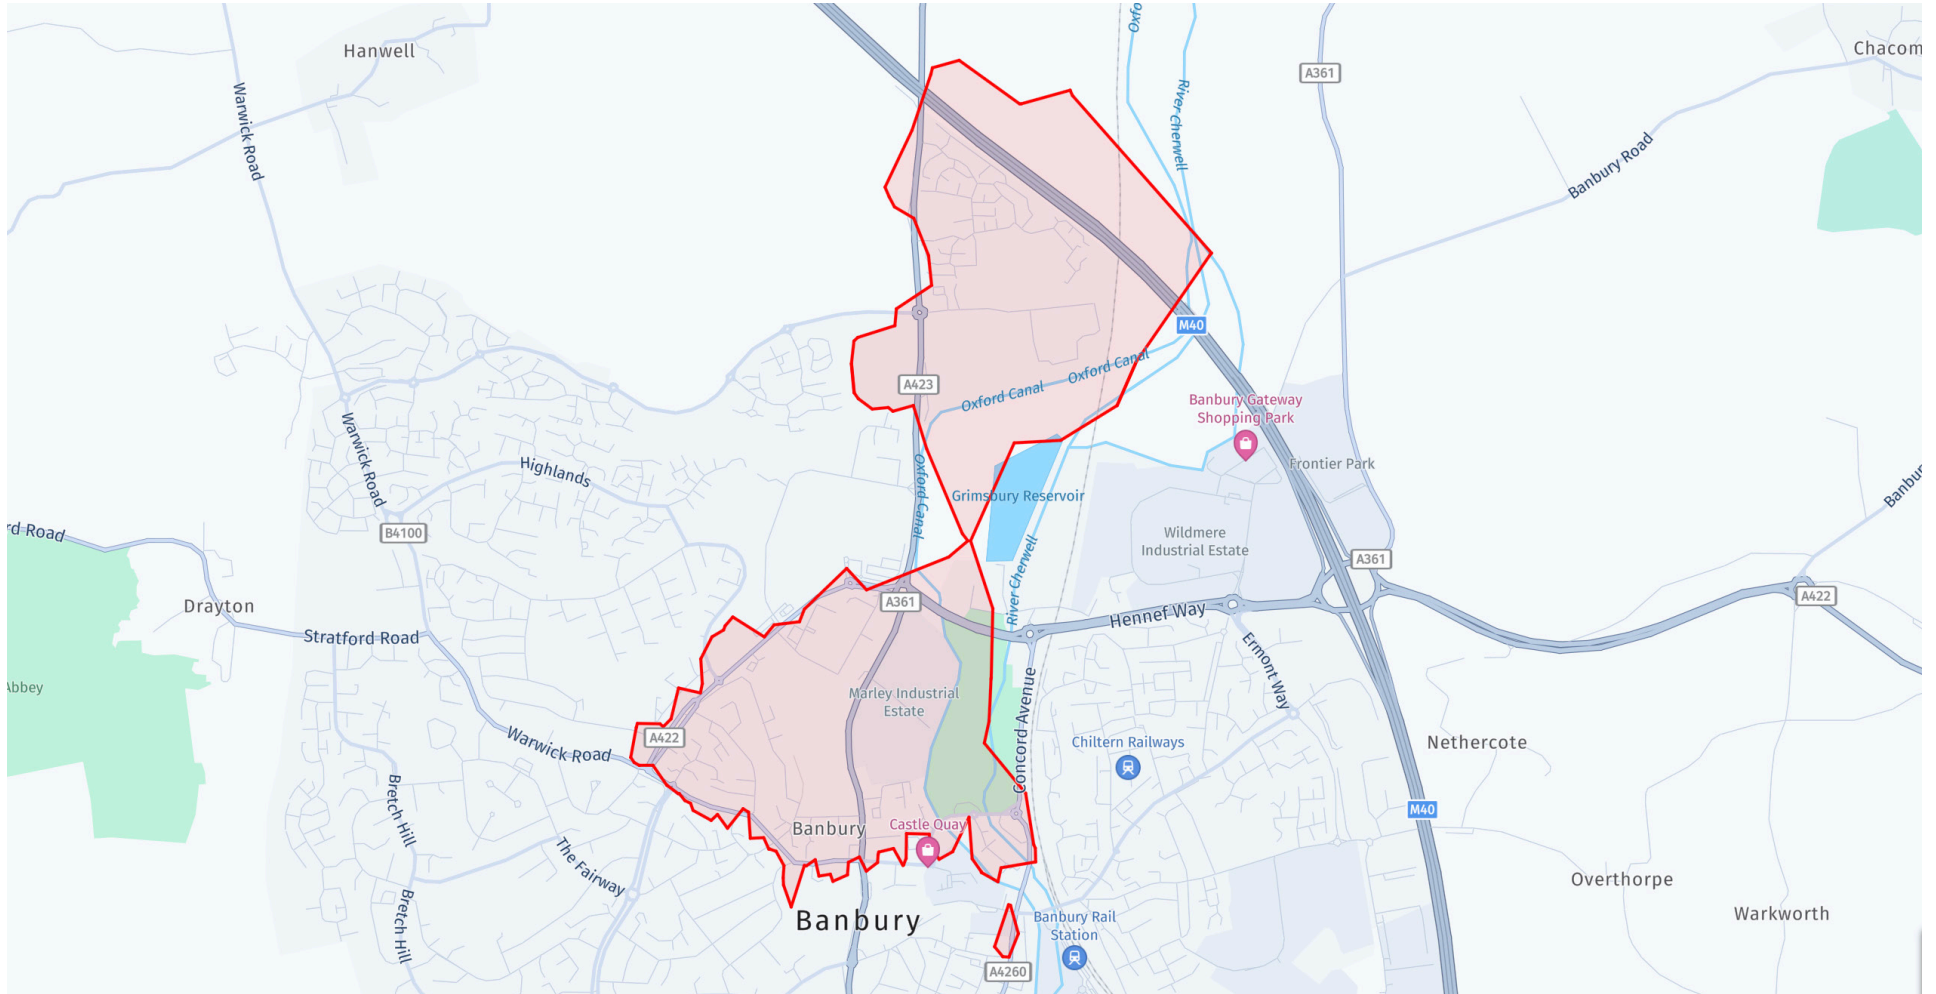 Hanwell
Oxfo
A361
Chacom
Warwick Road
River Cherwell
Banbury Road
M40
Oxford Canal
Oxford Canal
A423
Banbury Gateway
Shopping Park
Warwick Road
Highlands
Oxford Canal
Frontier Park
Grimsbury Reservoir
Banbur
rd Road
B4100
Wildmere
Industrial Estate
A361
River Cherwell
A422
Drayton
A361
Hennef Way
Stratford Road
Ermont Way
Abbey
Marley Industrial
Estate
Concord Avenue
A422
Warwick Road
Chiltern Railways
Nethercote
Bretch Hill
M40
Banbury
Castle Quay
The Fairway
Overthorpe
Bretch Hill
Banbury
Banbury Rail
Station
Warkworth
A4260